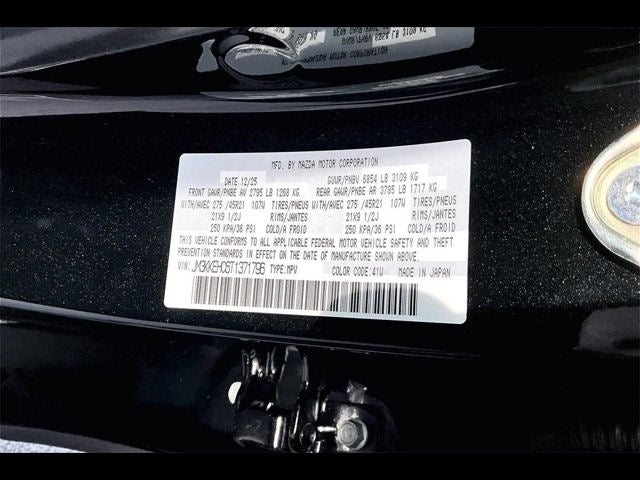 MFD. BY MAZDA MOTOR CORPORATION
DATE 12/25 GVWR/PNBV 6854 LB 3109 KG
FRONT GAWR/PNBE AV 2795 LB 1268 KG REAR GAWR/PNBE AR 3785 LB 1717 KG
WITH/AVEC 275 /45R21 107W TIRES/PNEUS WITH/AVEC 275 /45R21 107W TIRES/PNEUS
21X9 1/2J RIMS/JANTES 21X9 1/2J RIMS/JANTES
250 KPA/36 PSI COLD/A FROID 250 KPA/36 PSI COLD/A FROID
THIS VEHICLE CONFORMS TO ALL APPLICABLE FEDERAL MOTOR VEHICLE SAFETY AND THEFT
PREVENTION STANDARDS IN EFFECT ON THE DATE OF MANUFACTURE SHOWN ABOVE.
VIN: JM3KKEHC6T1371796 TYPE: MPV COLOR CODE: 41W MADE IN JAPAN